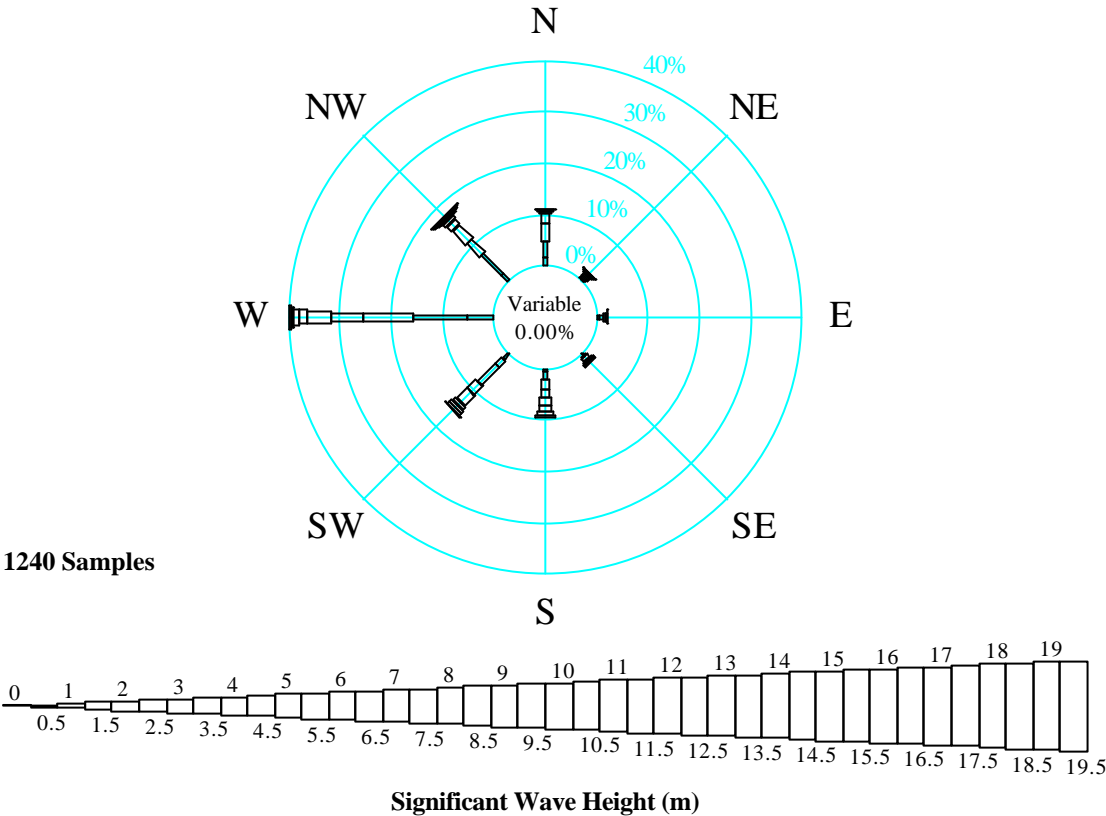 N
40%
NW
NE
30%
20%
10%
0%
Variable
0.00%
W
E
SW
SE
1240 Samples
S
0 1 2 3 4 5 6 7 8 9 10 11 12 13 14 15 16 17 18 19
0.5 1.5 2.5 3.5 4.5 5.5 6.5 7.5 8.5 9.5 10.5 11.5 12.5 13.5 14.5 15.5 16.5 17.5 18.5 19.5
Significant Wave Height (m)